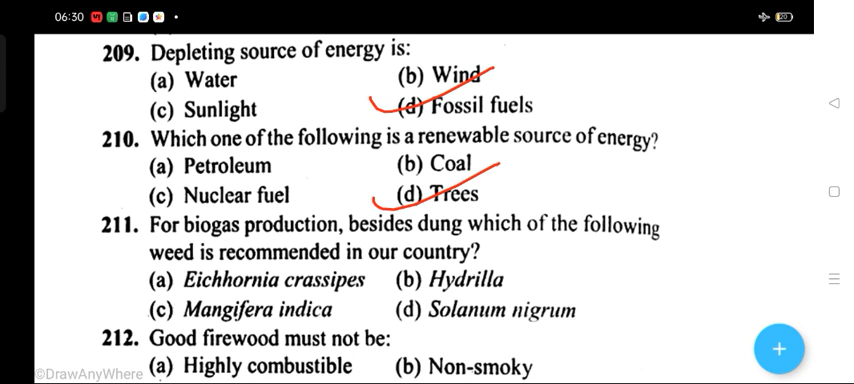 06:30
20
209. Depleting source of energy is:
(a) Water (b) Wind
(c) Sunlight (d) Fossil fuels
210. Which one of the following is a renewable source of energy?
(a) Petroleum (b) Coal
(c) Nuclear fuel (d) Trees
211. For biogas production, besides dung which of the following
weed is recommended in our country?
(a) Eichhornia crassipes (b) Hydrilla
(c) Mangifera indica (d) Solanum nigrum
212. Good firewood must not be:
(a) Highly combustible (b) Non-smoky
©DrawAnyWhere